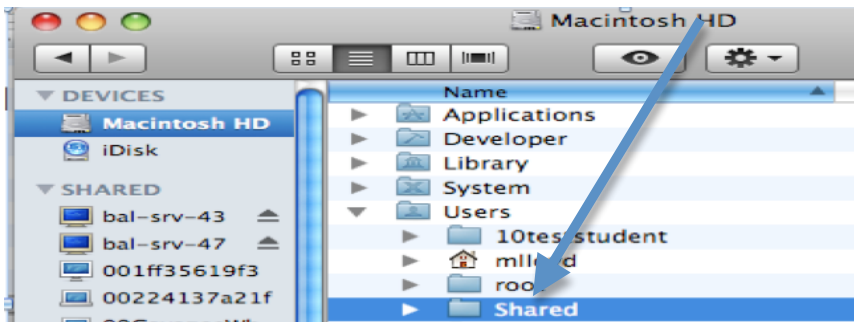 Macintosh HD
DEVICES
Macintosh HD
iDisk
SHARED
bal-srv-43
bal-srv-47
001ff35619f3
00224137a21f
Name
Applications
Developer
Library
System
Users
10teststudent
Shared